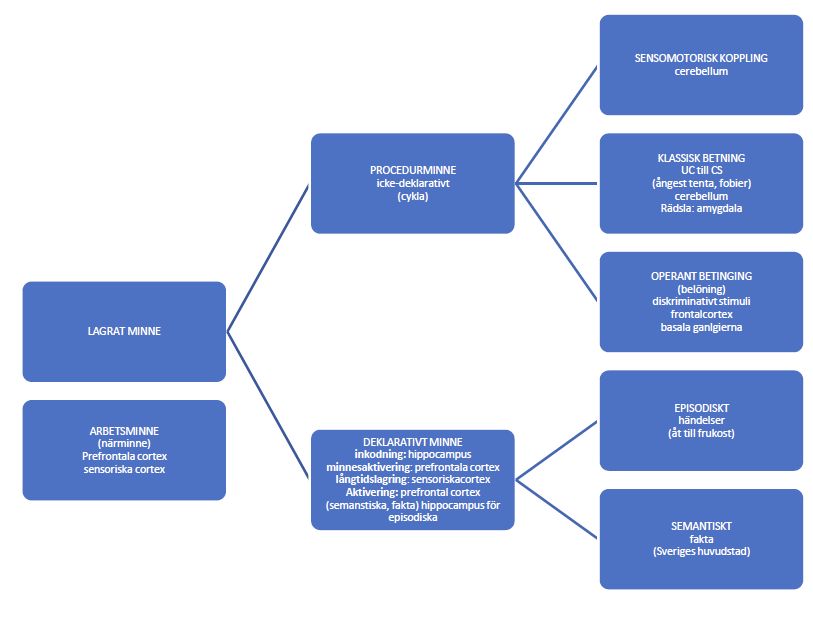 SENSOMOTORISK KOPPLING
cerebellum
PROCEDURMINNE
icke-deklarativt
(cykla)
KLASSISK BETNING
UC till CS
(ångest tenta, fobier)
cerebellum
Rädsla: amygdala
OPERANT BETINGING
(belöning)
diskriminativt stimuli
frontalcortex
basala ganlgierna
LAGRAT MINNE
ARBETSMINNE
(närminne)
Prefrontala cortex
sensoriska cortex
DEKLARATIVT MINNE
inkodning: hippocampus
minnesaktivering: prefrontala cortex
långtidslagring: sensoriskacortex
Aktivering: prefrontal cortex
(semanstiska, fakta) hippocampus för
episodiska
EPISODISKT
händelser
(åt till frukost)
SEMANTISKT
fakta
(Sveriges huvudstad)